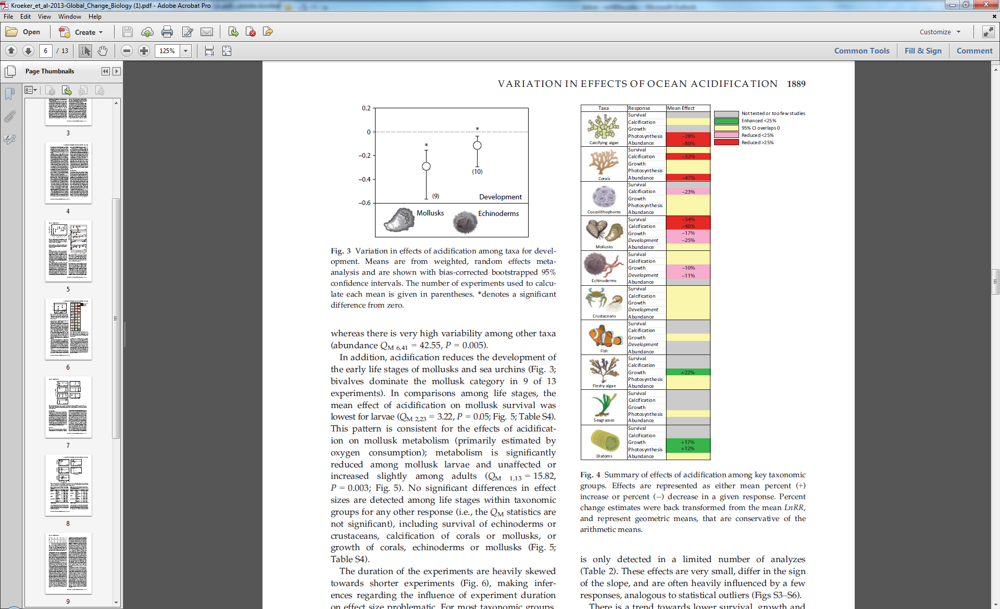 Kroeker_et_al-2013-Global_Change_Biology (1).pdf - Adobe Acrobat Pro
File Edit View Window Help
Open Create Customize
6 / 13 125% Common Tools Fill & Sign Comment
Page Thumbnails
3
4
5
6
7
8
9
VARIATION IN EFFECTS OF OCEAN ACIDIFICATION 1889
0.2
0
−0.2
−0.4
−0.6
*
*
(10)
(9)
Development
Mollusks
Echinoderms
Fig. 3 Variation in effects of acidification among taxa for devel-
opment. Means are from weighted, random effects meta-
analysis and are shown with bias-corrected bootstrapped 95%
confidence intervals. The number of experiments used to calcu-
late each mean is given in parentheses. *denotes a significant
difference from zero.
whereas there is very high variability among other taxa
(abundance QM 6,41 = 42.55, P = 0.005).
In addition, acidification reduces the development of
the early life stages of mollusks and sea urchins (Fig. 3;
bivalves dominate the mollusk category in 9 of 13
experiments). In comparisons among life stages, the
mean effect of acidification on mollusk survival was
lowest for larvae (QM 2,23 = 3.22, P = 0.05; Fig. 5; Table S4).
This pattern is consistent for the effects of acidificat-
ion on mollusk metabolism (primarily estimated by
oxygen consumption); metabolism is significantly
reduced among mollusk larvae and unaffected or
increased slightly among adults (QM 1,13 = 15.82,
P = 0.003; Fig. 5). No significant differences in effect
sizes are detected among life stages within taxonomic
groups for any other response (i.e., the QM statistics are
not significant), including survival of echinoderms or
crustaceans, calcification of corals or mollusks, or
growth of corals, echinoderms or mollusks (Fig. 5;
Table S4).
The duration of the experiments are heavily skewed
towards shorter experiments (Fig. 6), making infer-
ences regarding the influence of experiment duration
on effect size problematic. For most taxonomic groups,
Taxa Response Mean Effect
Survival
Calcification
Growth
Photosynthesis −28%
Calcifying algae Abundance −80%
Survival
Calcification −32%
Growth
Photosynthesis
Corals Abundance −47%
Survival
Calcification −23%
Growth
Photosynthesis
Coccolithophores Abundance
Survival −34%
Calcification −40%
Growth −17%
Development −25%
Mollusks Abundance
Survival
Calcification
Growth −10%
Development −11%
Echinoderms Abundance
Survival
Calcification
Growth
Development
Crustaceans Abundance
Survival
Calcification
Growth
Development
Fish Abundance
Survival
Calcification
Growth +22%
Photosynthesis
Fleshy algae Abundance
Survival
Calcification
Growth
Photosynthesis
Seagrasses Abundance
Survival
Calcification
Growth +17%
Photosynthesis +12%
Diatoms Abundance
Not tested or too few studies
Enhanced <25%
95% CI overlaps 0
Reduced <25%
Reduced >25%
Fig. 4 Summary of effects of acidification among key taxonomic
groups. Effects are represented as either mean percent (+)
increase or percent (−) decrease in a given response. Percent
change estimates were back transformed from the mean LnRR,
and represent geometric means, that are conservative of the
arithmetic means.
is only detected in a limited number of analyzes
(Table 2). These effects are very small, differ in the sign
of the slope, and are often heavily influenced by a few
responses, analogous to statistical outliers (Figs S3–S6).
There is a trend towards lower survival, growth and